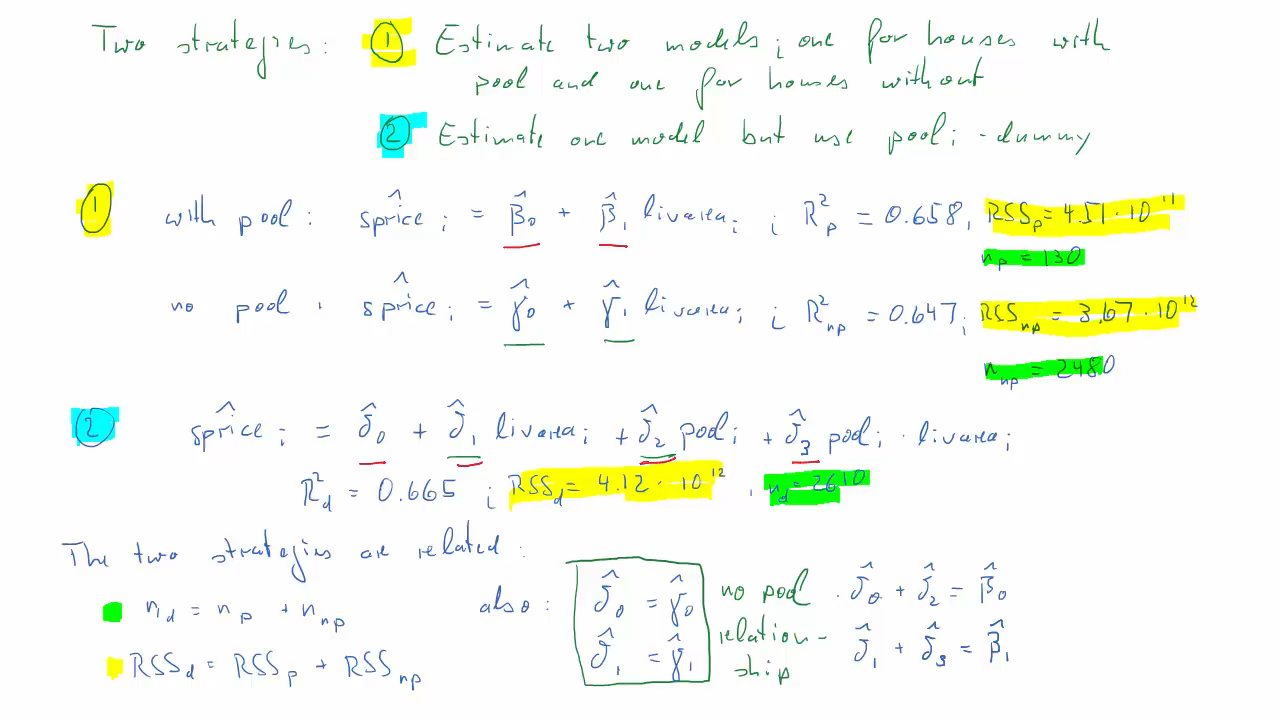 Two strategies: ① Estimate two models; one for houses with
pool and one for houses without
② Estimate one model but use poolᵢ - dummy
① with pool: ŝpriceᵢ = β̂₀ + β̂₁ livareaᵢ ; R²ₚ = 0.658, RSSₚ = 4.51 · 10¹¹
nₚ = 130
no pool: ŝpriceᵢ = γ̂₀ + γ̂₁ livareaᵢ ; R²ₙₚ = 0.647; RSSₙₚ = 3.67 · 10¹²
nₙₚ = 2480
② ŝpriceᵢ = δ̂₀ + δ̂₁ livareaᵢ + δ̂₂ poolᵢ + δ̂₃ poolᵢ · livareaᵢ
R²_d = 0.665 ; RSS_d = 4.12 · 10¹², n_d = 2610
The two strategies are related:
n_d = nₚ + nₙₚ
RSS_d = RSSₚ + RSSₙₚ
also:
δ̂₀ = γ̂₀
δ̂₁ = γ̂₁
no pool
relation-
ship
δ̂₀ + δ̂₂ = β̂₀
δ̂₁ + δ̂₃ = β̂₁